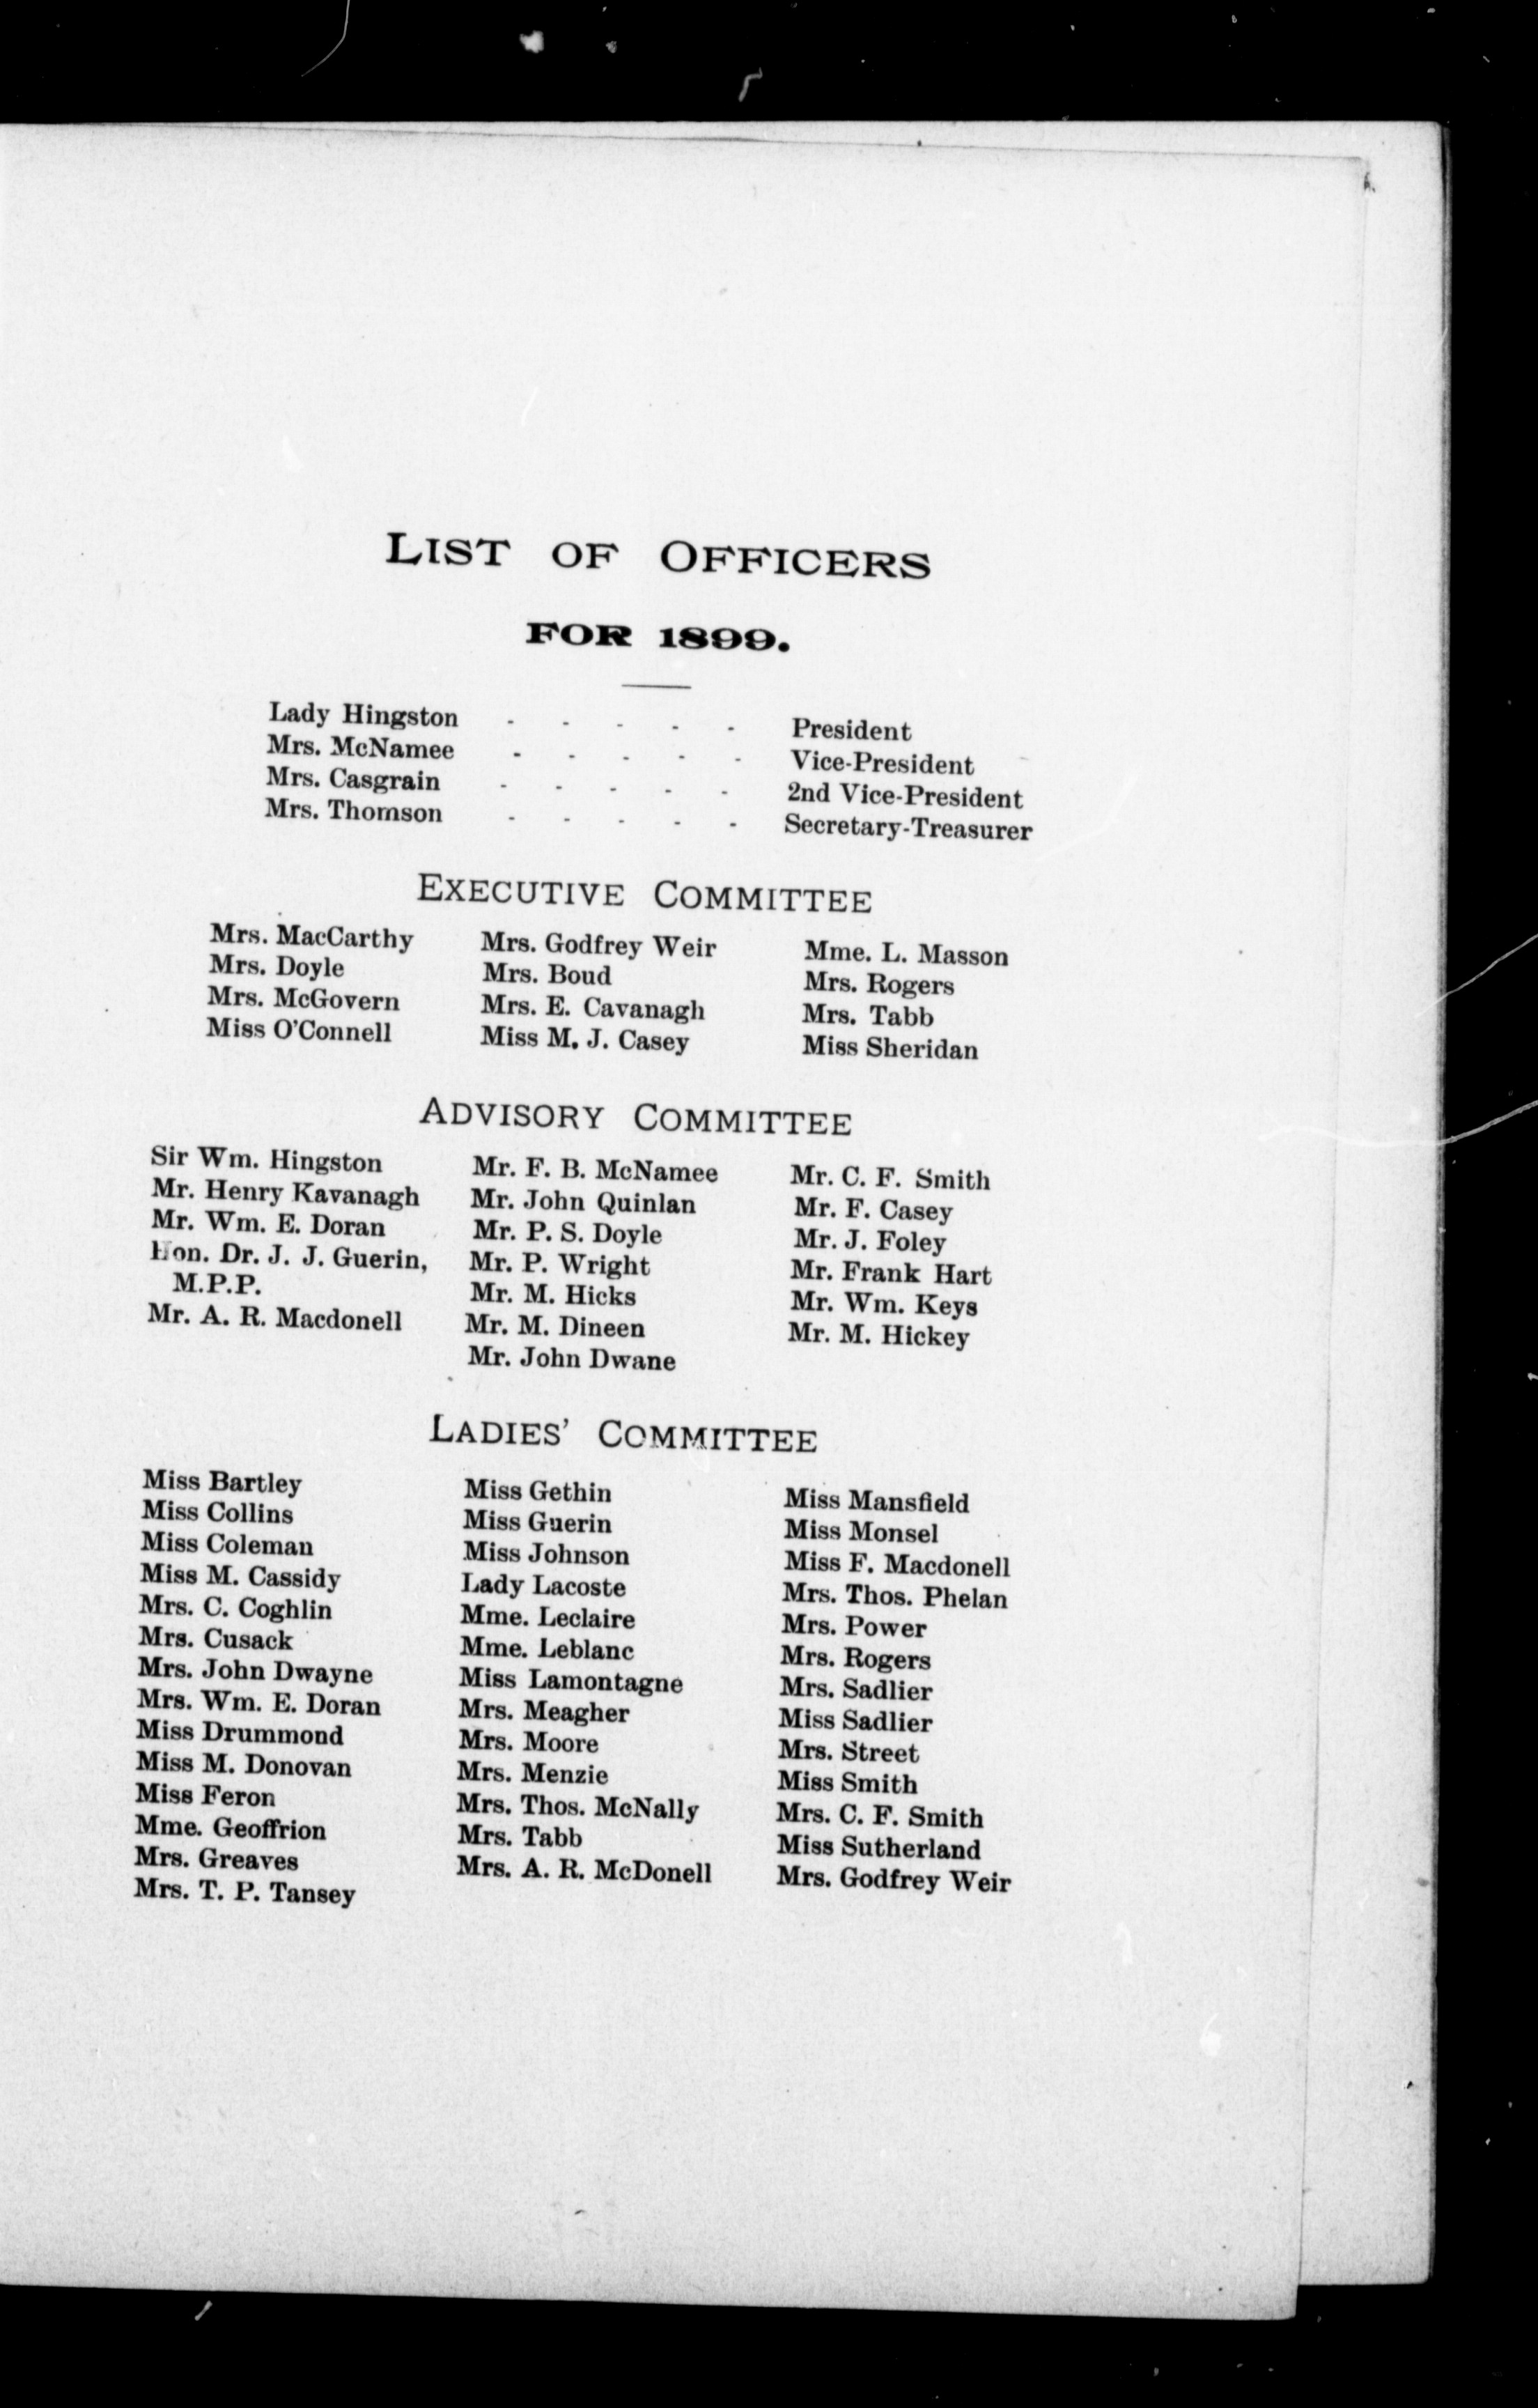 LIST OF OFFICERS
FOR 1899.
Lady Hingston - - - - - President
Mrs. McNamee - - - - - Vice-President
Mrs. Casgrain - - - - - 2nd Vice-President
Mrs. Thomson - - - - - Secretary-Treasurer
EXECUTIVE COMMITTEE
Mrs. MacCarthy
Mrs. Doyle
Mrs. McGovern
Miss O'Connell
Mrs. Godfrey Weir
Mrs. Boud
Mrs. E. Cavanagh
Miss M. J. Casey
Mme. L. Masson
Mrs. Rogers
Mrs. Tabb
Miss Sheridan
ADVISORY COMMITTEE
Sir Wm. Hingston
Mr. Henry Kavanagh
Mr. Wm. E. Doran
Hon. Dr. J. J. Guerin,
M.P.P.
Mr. A. R. Macdonell
Mr. F. B. McNamee
Mr. John Quinlan
Mr. P. S. Doyle
Mr. P. Wright
Mr. M. Hicks
Mr. M. Dineen
Mr. John Dwane
Mr. C. F. Smith
Mr. F. Casey
Mr. J. Foley
Mr. Frank Hart
Mr. Wm. Keys
Mr. M. Hickey
LADIES' COMMITTEE
Miss Bartley
Miss Collins
Miss Coleman
Miss M. Cassidy
Mrs. C. Coghlin
Mrs. Cusack
Mrs. John Dwayne
Mrs. Wm. E. Doran
Miss Drummond
Miss M. Donovan
Miss Feron
Mme. Geoffrion
Mrs. Greaves
Mrs. T. P. Tansey
Miss Gethin
Miss Guerin
Miss Johnson
Lady Lacoste
Mme. Leclaire
Mme. Leblanc
Miss Lamontagne
Mrs. Meagher
Mrs. Moore
Mrs. Menzie
Mrs. Thos. McNally
Mrs. Tabb
Mrs. A. R. McDonell
Miss Mansfield
Miss Monsel
Miss F. Macdonell
Mrs. Thos. Phelan
Mrs. Power
Mrs. Rogers
Mrs. Sadlier
Miss Sadlier
Mrs. Street
Miss Smith
Mrs. C. F. Smith
Miss Sutherland
Mrs. Godfrey Weir